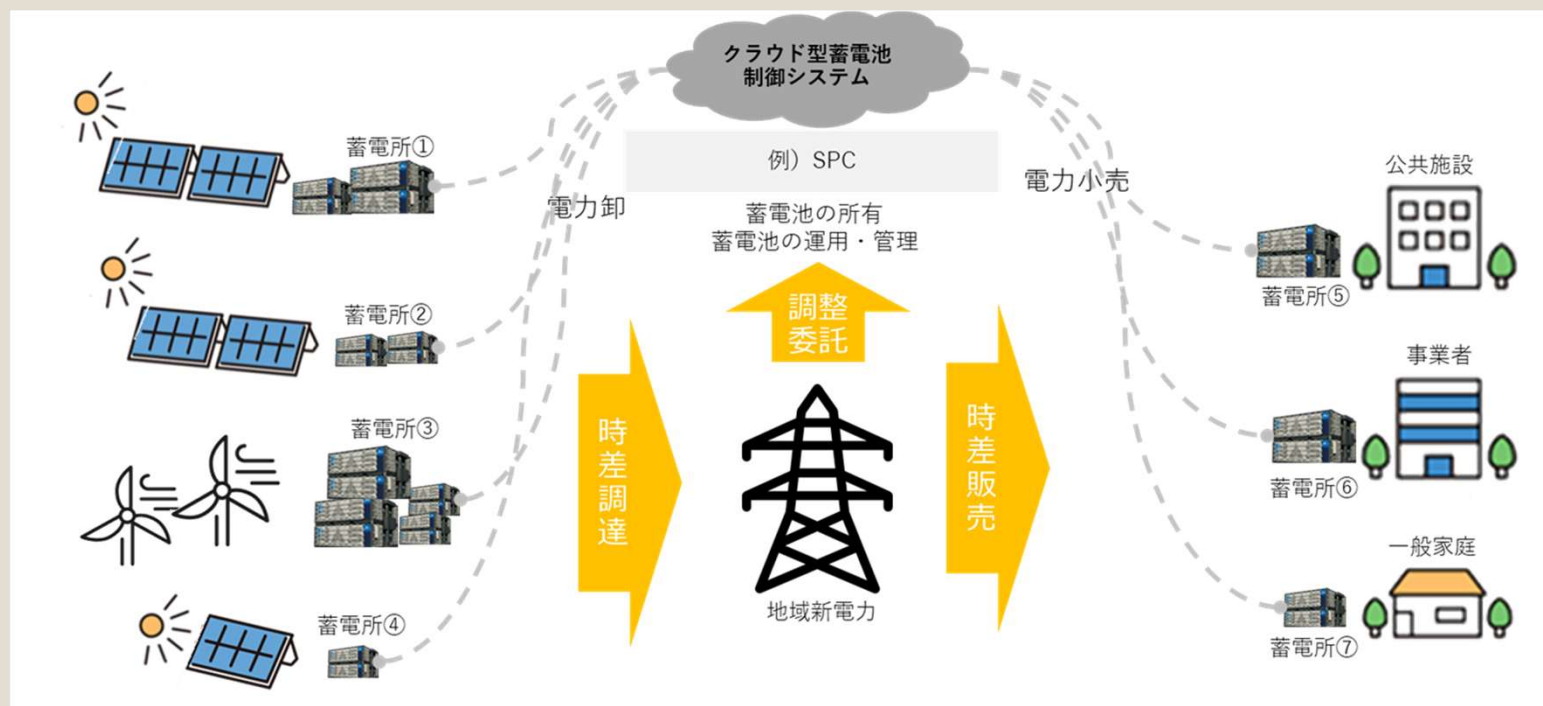 クラウド型蓄電池
制御システム
例）SPC
蓄電池の所有
蓄電池の運用・管理
電力卸
電力小売
蓄電所①
蓄電所②
蓄電所③
蓄電所④
時差調達
調整
委託
地域新電力
時差販売
公共施設
蓄電所⑤
事業者
蓄電所⑥
一般家庭
蓄電所⑦